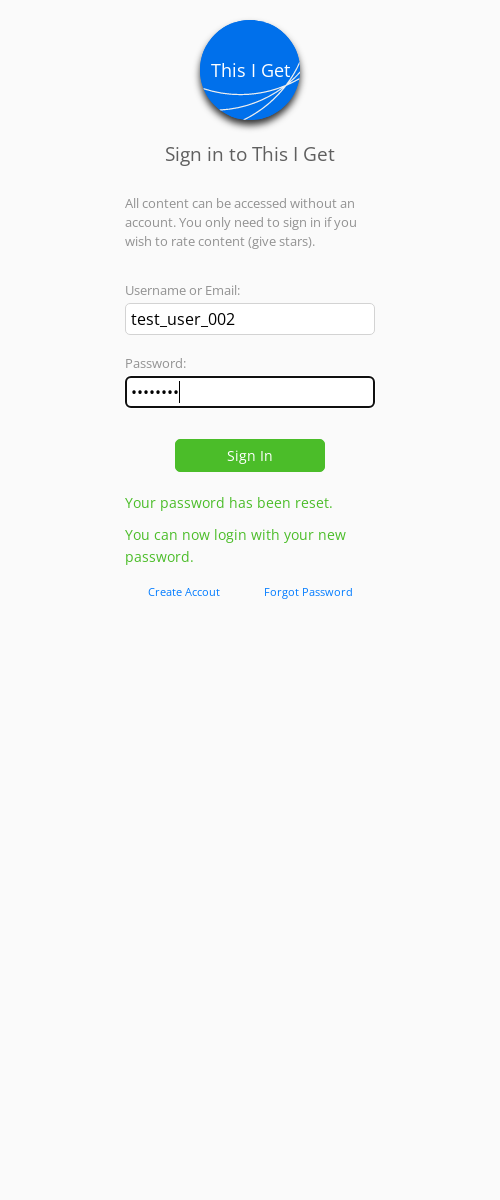 This I Get
Sign in to This I Get
All content can be accessed without an
account. You only need to sign in if you
wish to rate content (give stars).
Username or Email:
test_user_002
Password:
••••••••
Sign In
Your password has been reset.
You can now login with your new
password.
Create Accout
Forgot Password